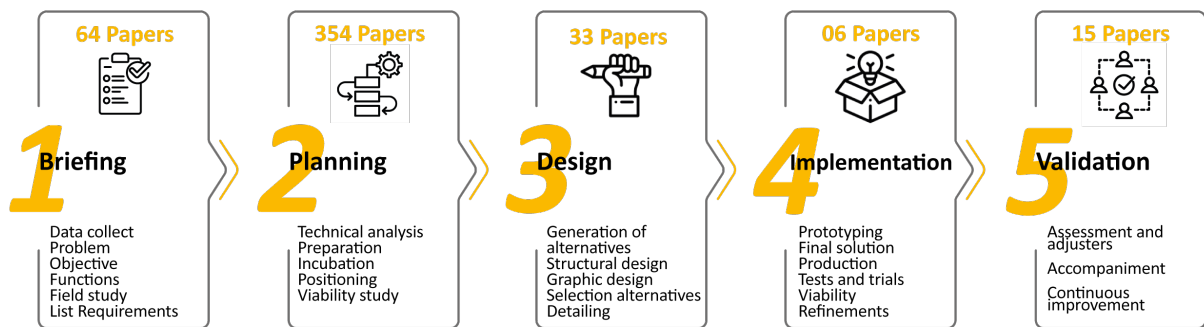 64 Papers
1
Briefing
Data collect
Problem
Objective
Functions
Field study
List Requirements
354 Papers
2
Planning
Technical analysis
Preparation
Incubation
Positioning
Viability study
33 Papers
3
Design
Generation of
alternatives
Structural design
Graphic design
Selection alternatives
Detailing
06 Papers
4
Implementation
Prototyping
Final solution
Production
Tests and trials
Viability
Refinements
15 Papers
5
Validation
Assessment and
adjusters
Accompaniment
Continuous
improvement